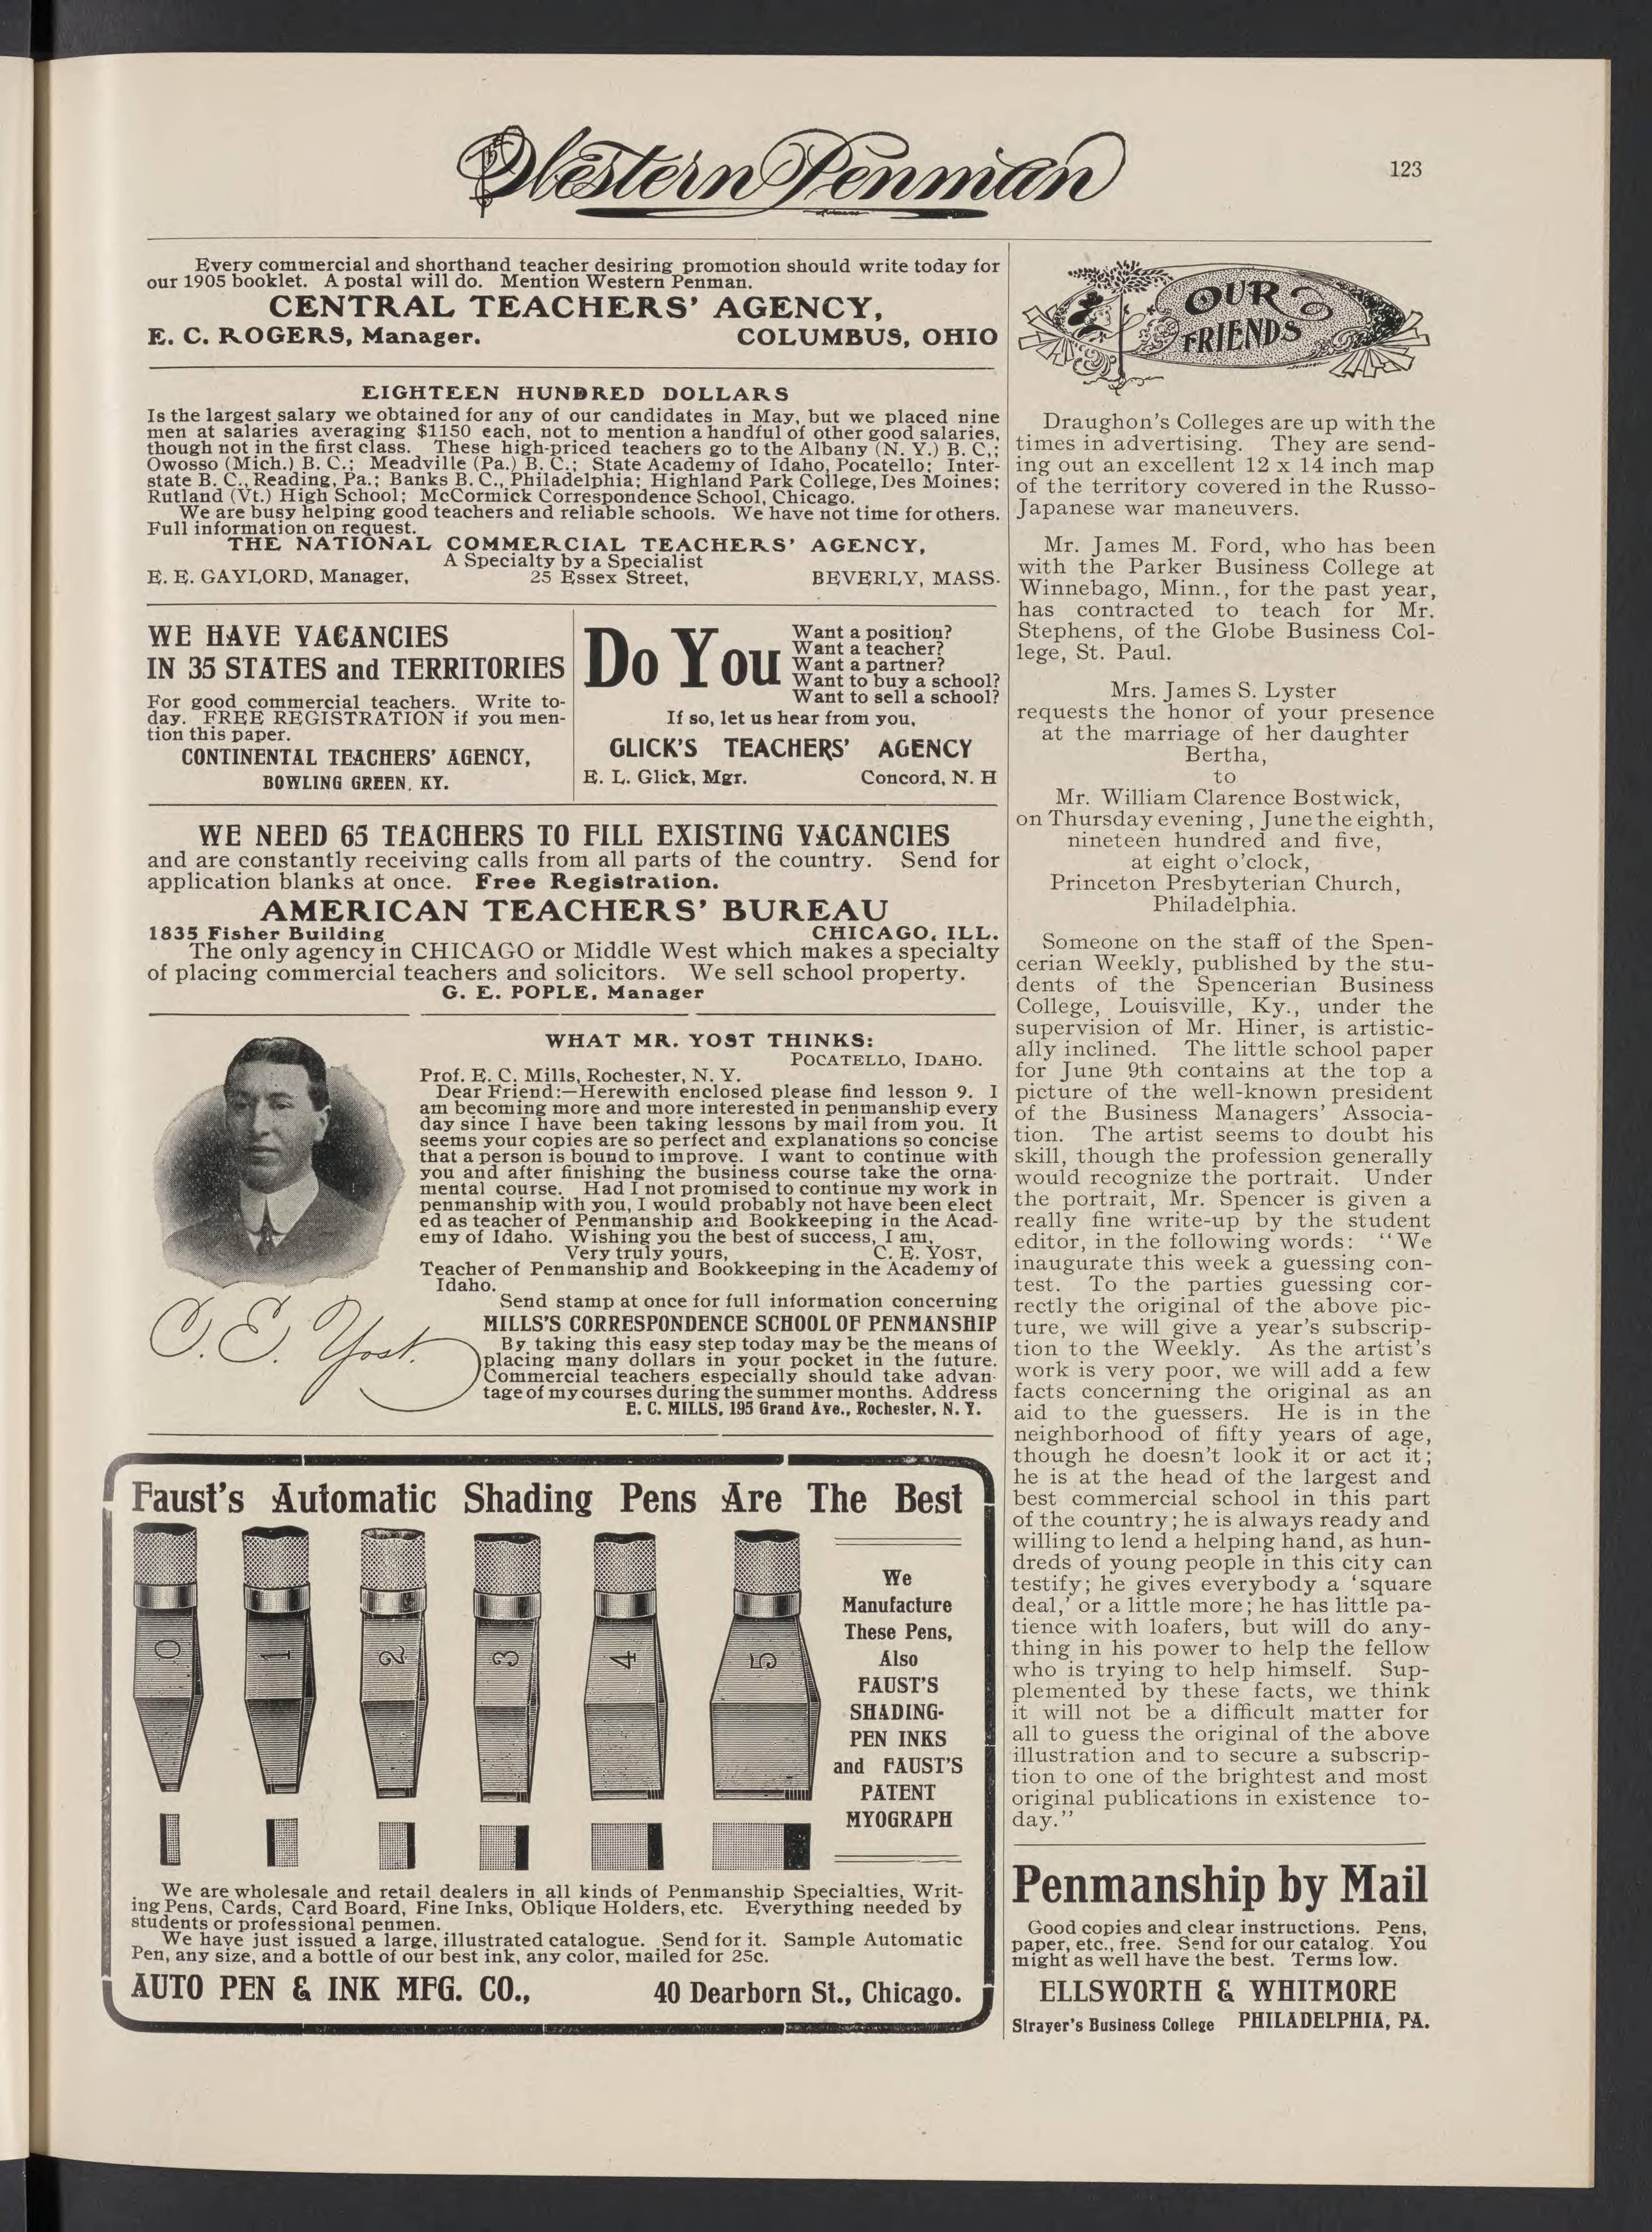 Western Penman
123
Every commercial and shorthand teacher desiring promotion should write today for
our 1905 booklet. A postal will do. Mention Western Penman.
CENTRAL TEACHERS' AGENCY,
E. C. ROGERS, Manager. COLUMBUS, OHIO
EIGHTEEN HUNDRED DOLLARS
Is the largest salary we obtained for any of our candidates in May, but we placed nine
men at salaries averaging $1150 each, not to mention a handful of other good salaries,
though not in the first class. These high-priced teachers go to the Albany (N. Y.) B. C,;
Owosso (Mich.) B. C.; Meadville (Pa.) B. C.; State Academy of Idaho, Pocatello; Inter-
state B. C., Reading, Pa.; Banks B. C., Philadelphia; Highland Park College, Des Moines;
Rutland (Vt.) High School; McCormick Correspondence School, Chicago.
We are busy helping good teachers and reliable schools. We have not time for others.
Full information on request.
THE NATIONAL COMMERCIAL TEACHERS' AGENCY,
A Specialty by a Specialist
E. E. GAYLORD, Manager, 25 Essex Street, BEVERLY, MASS.
WE HAVE VACANCIES
IN 35 STATES and TERRITORIES
For good commercial teachers. Write to-
day. FREE REGISTRATION if you men-
tion this paper.
CONTINENTAL TEACHERS' AGENCY,
BOWLING GREEN, KY.
Do You
Want a position?
Want a teacher?
Want a partner?
Want to buy a school?
Want to sell a school?
If so, let us hear from you,
GLICK'S TEACHERS' AGENCY
E. L. Glick, Mgr. Concord, N. H
WE NEED 65 TEACHERS TO FILL EXISTING VACANCIES
and are constantly receiving calls from all parts of the country. Send for
application blanks at once. Free Registration.
AMERICAN TEACHERS' BUREAU
1835 Fisher Building CHICAGO, ILL.
The only agency in CHICAGO or Middle West which makes a specialty
of placing commercial teachers and solicitors. We sell school property.
G. E. POPLE, Manager
WHAT MR. YOST THINKS:
POCATELLO, IDAHO.
Prof. E. C. Mills, Rochester, N. Y.
Dear Friend:—Herewith enclosed please find lesson 9. I
am becoming more and more interested in penmanship every
day since I have been taking lessons by mail from you. It
seems your copies are so perfect and explanations so concise
that a person is bound to improve. I want to continue with
you and after finishing the business course take the orna-
mental course. Had I not promised to continue my work in
penmanship with you, I would probably not have been elect
ed as teacher of Penmanship and Bookkeeping in the Acad-
emy of Idaho. Wishing you the best of success, I am,
Very truly yours, C. E. YOST,
Teacher of Penmanship and Bookkeeping in the Academy of
Idaho.
C. E. Yost.
Send stamp at once for full information concerning
MILLS'S CORRESPONDENCE SCHOOL OF PENMANSHIP
By taking this easy step today may be the means of
placing many dollars in your pocket in the future.
Commercial teachers especially should take advan-
tage of my courses during the summer months. Address
E. C. MILLS, 195 Grand Ave., Rochester, N. Y.
Faust's Automatic Shading Pens Are The Best
0 1 2 3 4 5
We
Manufacture
These Pens,
Also
FAUST'S
SHADING-
PEN INKS
and FAUST'S
PATENT
MYOGRAPH
We are wholesale and retail dealers in all kinds of Penmanship Specialties, Writ-
ing Pens, Cards, Card Board, Fine Inks, Oblique Holders, etc. Everything needed by
students or professional penmen.
We have just issued a large, illustrated catalogue. Send for it. Sample Automatic
Pen, any size, and a bottle of our best ink, any color, mailed for 25c.
AUTO PEN & INK MFG. CO., 40 Dearborn St., Chicago.
OUR
FRIENDS
Draughon's Colleges are up with the
times in advertising. They are send-
ing out an excellent 12 x 14 inch map
of the territory covered in the Russo-
Japanese war maneuvers.
Mr. James M. Ford, who has been
with the Parker Business College at
Winnebago, Minn., for the past year,
has contracted to teach for Mr.
Stephens, of the Globe Business Col-
lege, St. Paul.
Mrs. James S. Lyster
requests the honor of your presence
at the marriage of her daughter
Bertha,
to
Mr. William Clarence Bostwick,
on Thursday evening, June the eighth,
nineteen hundred and five,
at eight o'clock,
Princeton Presbyterian Church,
Philadelphia.
Someone on the staff of the Spen-
cerian Weekly, published by the stu-
dents of the Spencerian Business
College, Louisville, Ky., under the
supervision of Mr. Hiner, is artistic-
ally inclined. The little school paper
for June 9th contains at the top a
picture of the well-known president
of the Business Managers' Associa-
tion. The artist seems to doubt his
skill, though the profession generally
would recognize the portrait. Under
the portrait, Mr. Spencer is given a
really fine write-up by the student
editor, in the following words: "We
inaugurate this week a guessing con-
test. To the parties guessing cor-
rectly the original of the above pic-
ture, we will give a year's subscrip-
tion to the Weekly. As the artist's
work is very poor, we will add a few
facts concerning the original as an
aid to the guessers. He is in the
neighborhood of fifty years of age,
though he doesn't look it or act it;
he is at the head of the largest and
best commercial school in this part
of the country; he is always ready and
willing to lend a helping hand, as hun-
dreds of young people in this city can
testify; he gives everybody a 'square
deal,' or a little more; he has little pa-
tience with loafers, but will do any-
thing in his power to help the fellow
who is trying to help himself. Sup-
plemented by these facts, we think
it will not be a difficult matter for
all to guess the original of the above
illustration and to secure a subscrip-
tion to one of the brightest and most
original publications in existence to-
day."
Penmanship by Mail
Good copies and clear instructions. Pens,
paper, etc., free. Send for our catalog. You
might as well have the best. Terms low.
ELLSWORTH & WHITMORE
Strayer's Business College PHILADELPHIA, PA.